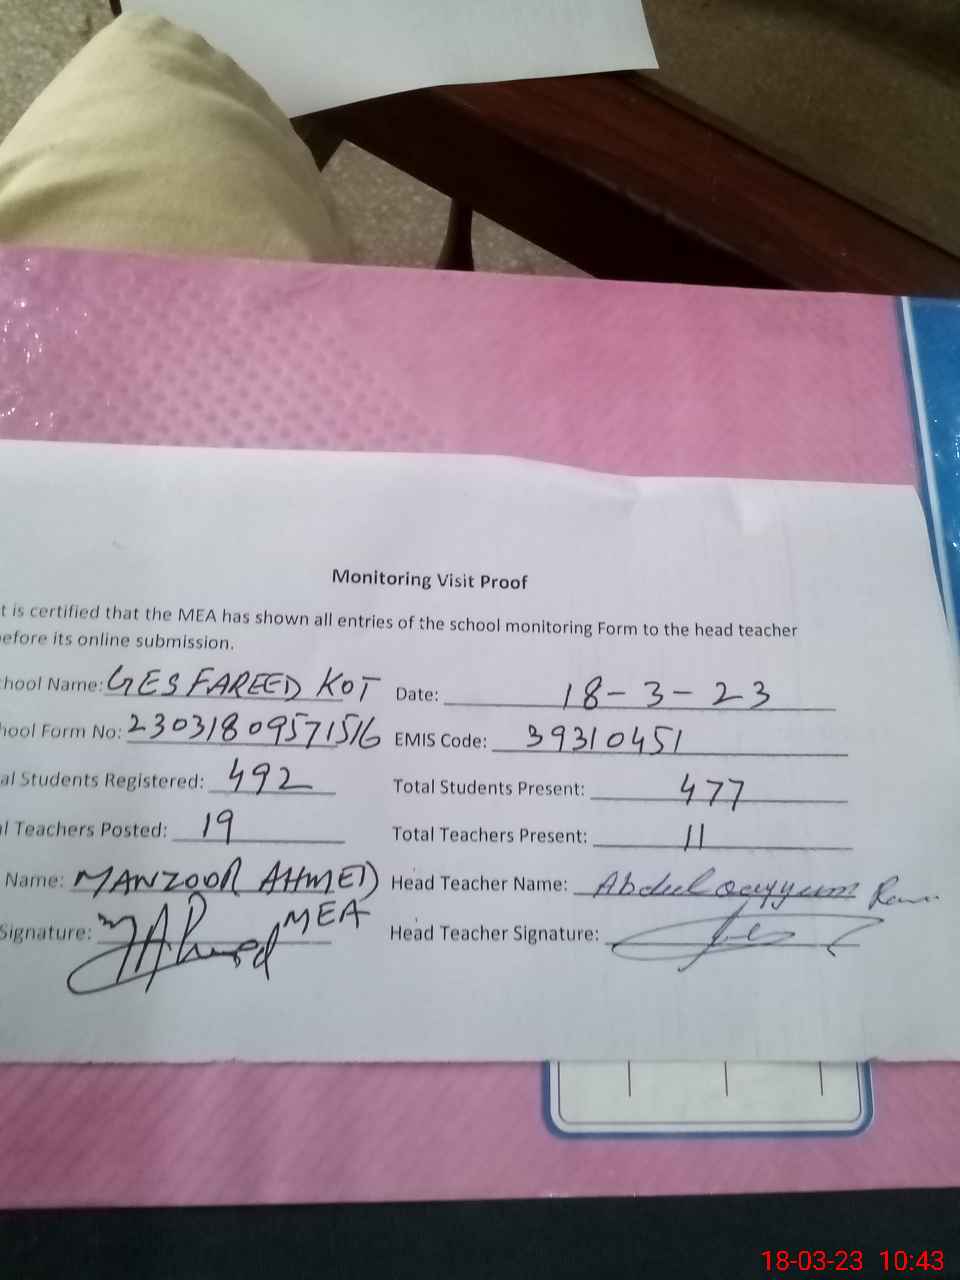 Monitoring Visit Proof
t is certified that the MEA has shown all entries of the school monitoring Form to the head teacher
efore its online submission.
hool Name: GES FAREED KOT Date: 18-3-23
hool Form No: 23031809571516 EMIS Code: 39310451
al Students Registered: 492 Total Students Present: 477
l Teachers Posted: 19 Total Teachers Present: 11
Name: MANZOOR AHMED Head Teacher Name: Abdul
Signature: MAhmed MEA Head Teacher Signature:
18-03-23 10:43